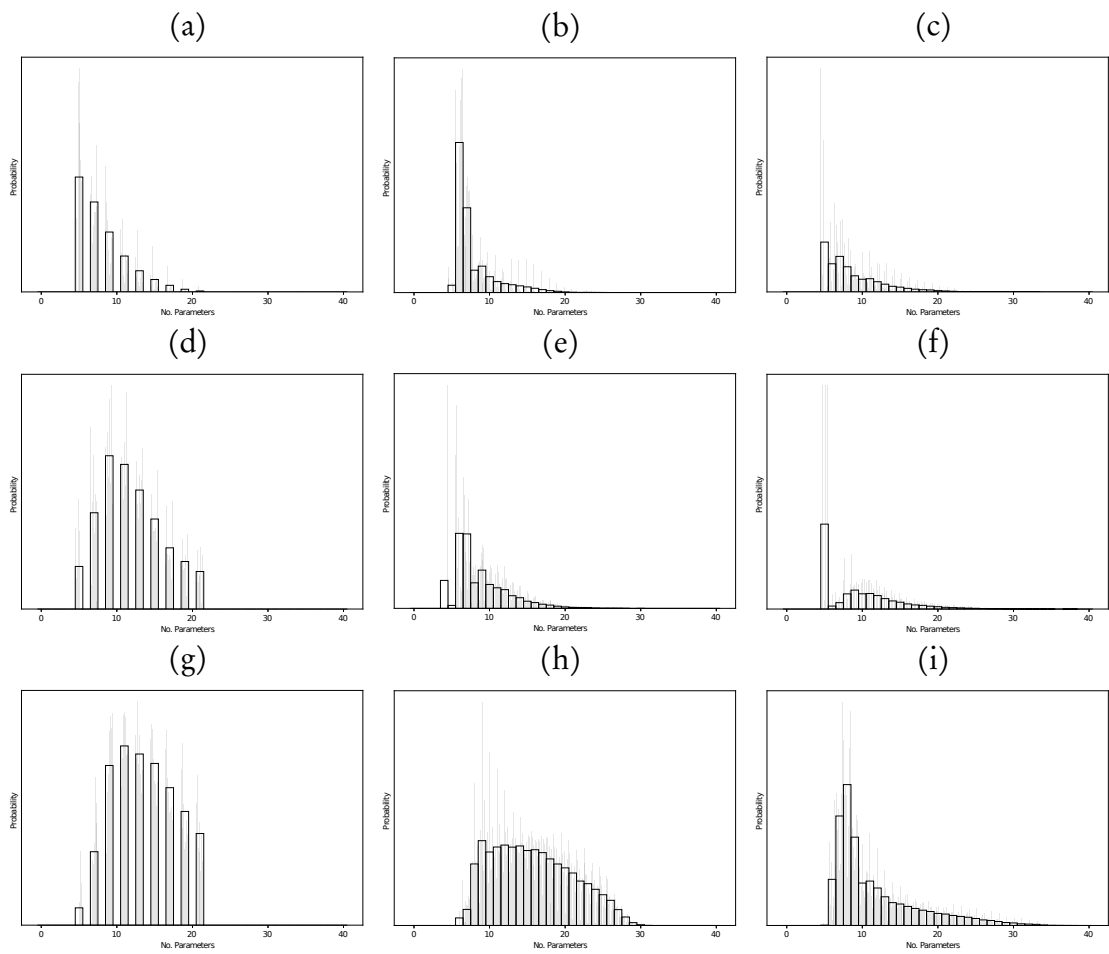 (a) (b) (c)
Probability Probability Probability
0 10 20 30 40 0 10 20 30 40 0 10 20 30 40
No. Parameters No. Parameters No. Parameters
(d) (e) (f)
Probability Probability Probability
0 10 20 30 40 0 10 20 30 40 0 10 20 30 40
No. Parameters No. Parameters No. Parameters
(g) (h) (i)
Probability Probability Probability
0 10 20 30 40 0 10 20 30 40 0 10 20 30 40
No. Parameters No. Parameters No. Parameters